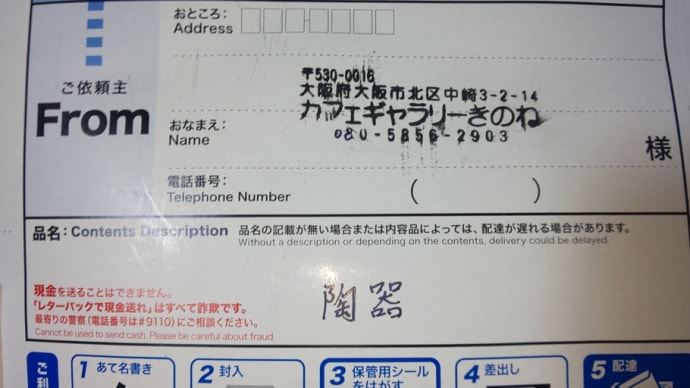 おところ：
Address
ご依頼主
From
〒530-0016
大阪府大阪市北区中崎3-2-14
カフェギャラリーきのね
080-5856-2903
おなまえ：
Name
様
電話番号：
Telephone Number
(　　　)
品名：Contents Description 品名の記載が無い場合または内容品によっては、配達が遅れる場合があります。
Without a description or depending on the contents, delivery could be delayed.
陶器
現金を送ることはできません。
「レターパックで現金送れ」はすべて詐欺です。
最寄りの警察（電話番号は#9110）にご相談ください。
Cannot be used to send cash. Please be careful about fraud.
ご利
1 あて名書き
2 封入
3 保管用シール
をはがす
4 差出し
5 配達